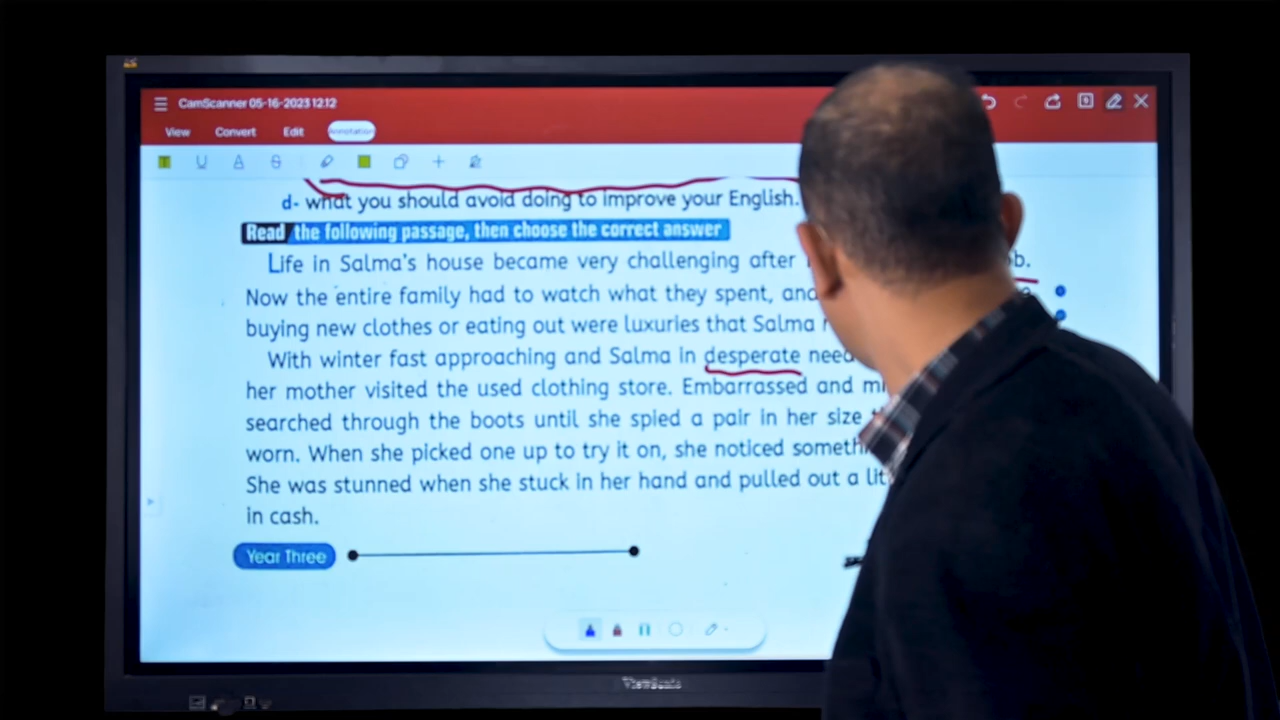 CamScanner 05-16-2023 12.12
View Convert Edit Annotation
d- what you should avoid doing to improve your English.
Read the following passage, then choose the correct answer
Life in Salma's house became very challenging after
Now the entire family had to watch what they spent, and
buying new clothes or eating out were luxuries that Salma
With winter fast approaching and Salma in desperate need
her mother visited the used clothing store. Embarrassed and
searched through the boots until she spied a pair in her size
worn. When she picked one up to try it on, she noticed
She was stunned when she stuck in her hand and pulled out a
in cash.
Year Three
ViewSonic